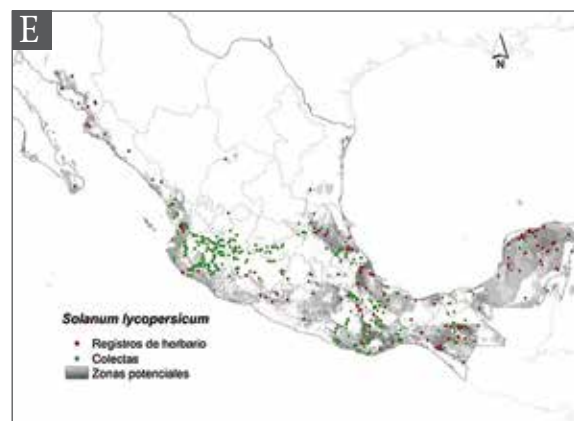 E
N
Solanum lycopersicum
Registros de herbario
Colectas
Zonas potenciales